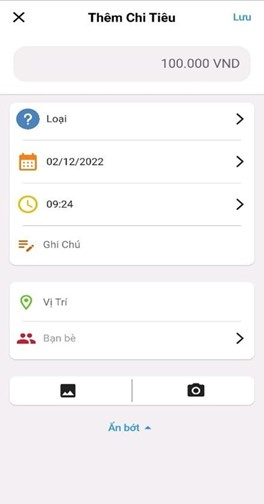 Thêm Chi Tiêu
Lưu
100.000 VND
Loại
02/12/2022
09:24
Ghi Chú
Vị Trí
Bạn bè
Ẩn bớt